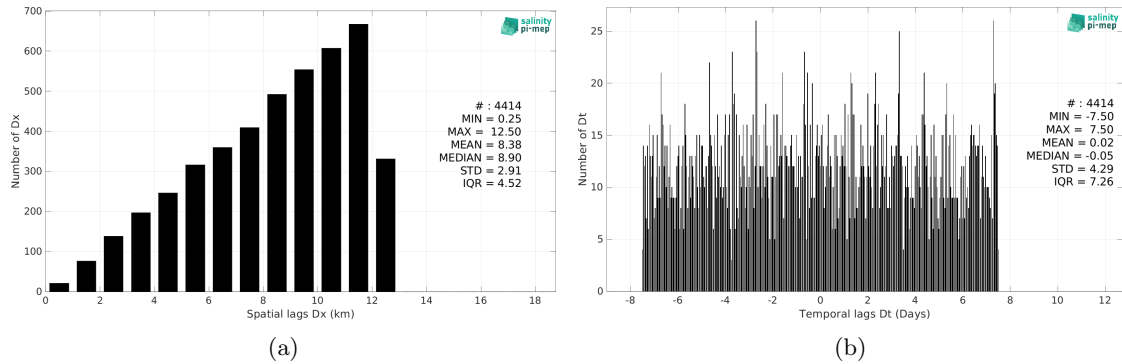 700
600
500
400
300
200
100
0
Number of Dx
0 2 4 6 8 10 12 14 16 18
Spatial lags Dx (km)
salinity
pi-mep
# : 4414
MIN = 0.25
MAX = 12.50
MEAN = 8.38
MEDIAN = 8.90
STD = 2.91
IQR = 4.52
(a)
25
20
15
10
5
0
Number of Dt
-8 -6 -4 -2 0 2 4 6 8 10 12
Temporal lags Dt (Days)
salinity
pi-mep
# : 4414
MIN = -7.50
MAX = 7.50
MEAN = 0.02
MEDIAN = -0.05
STD = 4.29
IQR = 7.26
(b)